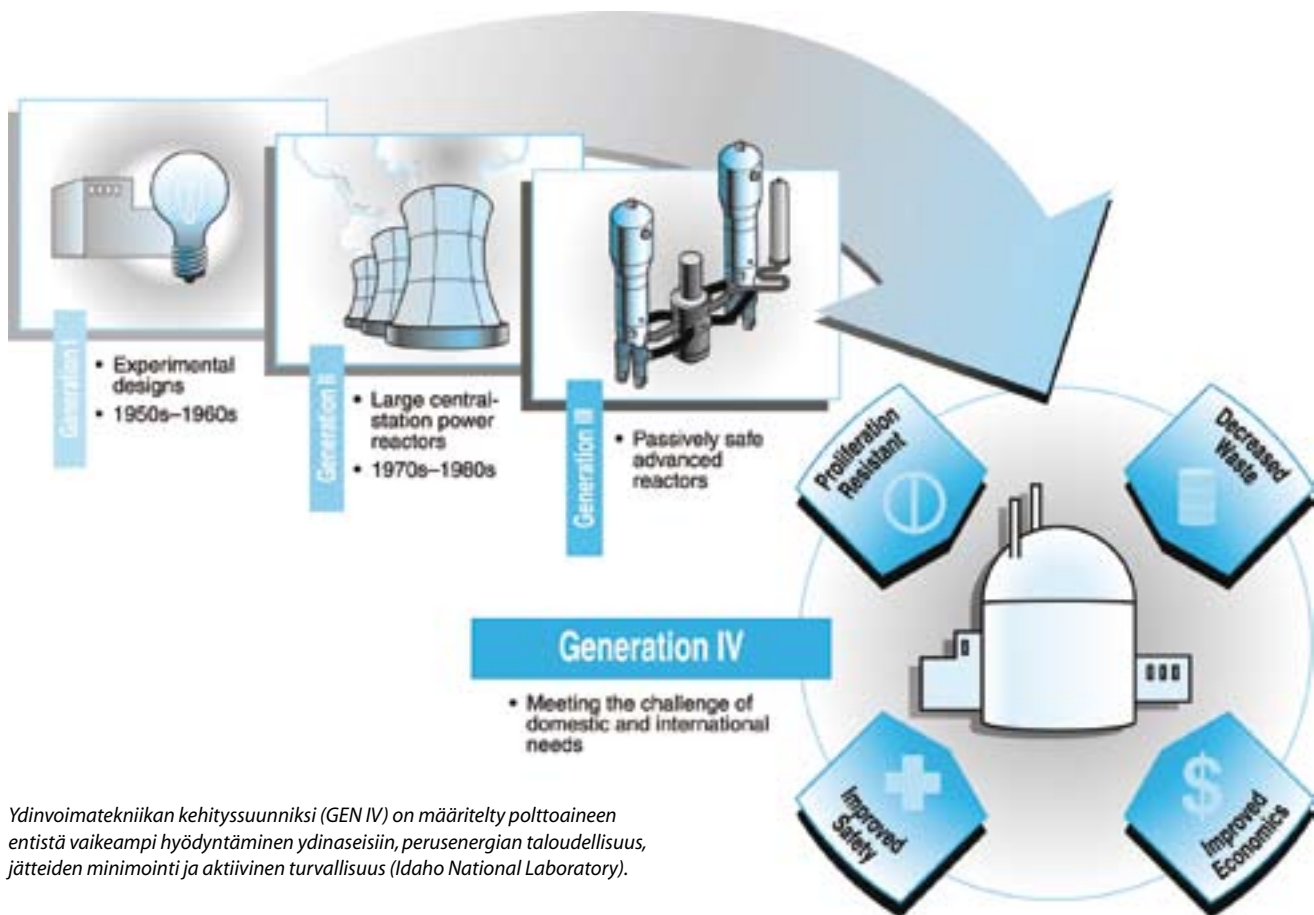 Generation I
• Experimental
designs
• 1950s–1960s
Generation II
• Large central-
station power
reactors
• 1970s–1980s
Generation III
• Passively safe
advanced
reactors
Generation IV
• Meeting the challenge of
domestic and international
needs
Proliferation
Resistant
Decreased
Waste
Improved
Safety
$
Improved
Economics
Ydinvoimatekniikan kehityssuunniksi (GEN IV) on määritelty polttoaineen
entistä vaikeampi hyödyntäminen ydinaseisiin, perusenergian taloudellisuus,
jätteiden minimointi ja aktiivinen turvallisuus (Idaho National Laboratory).